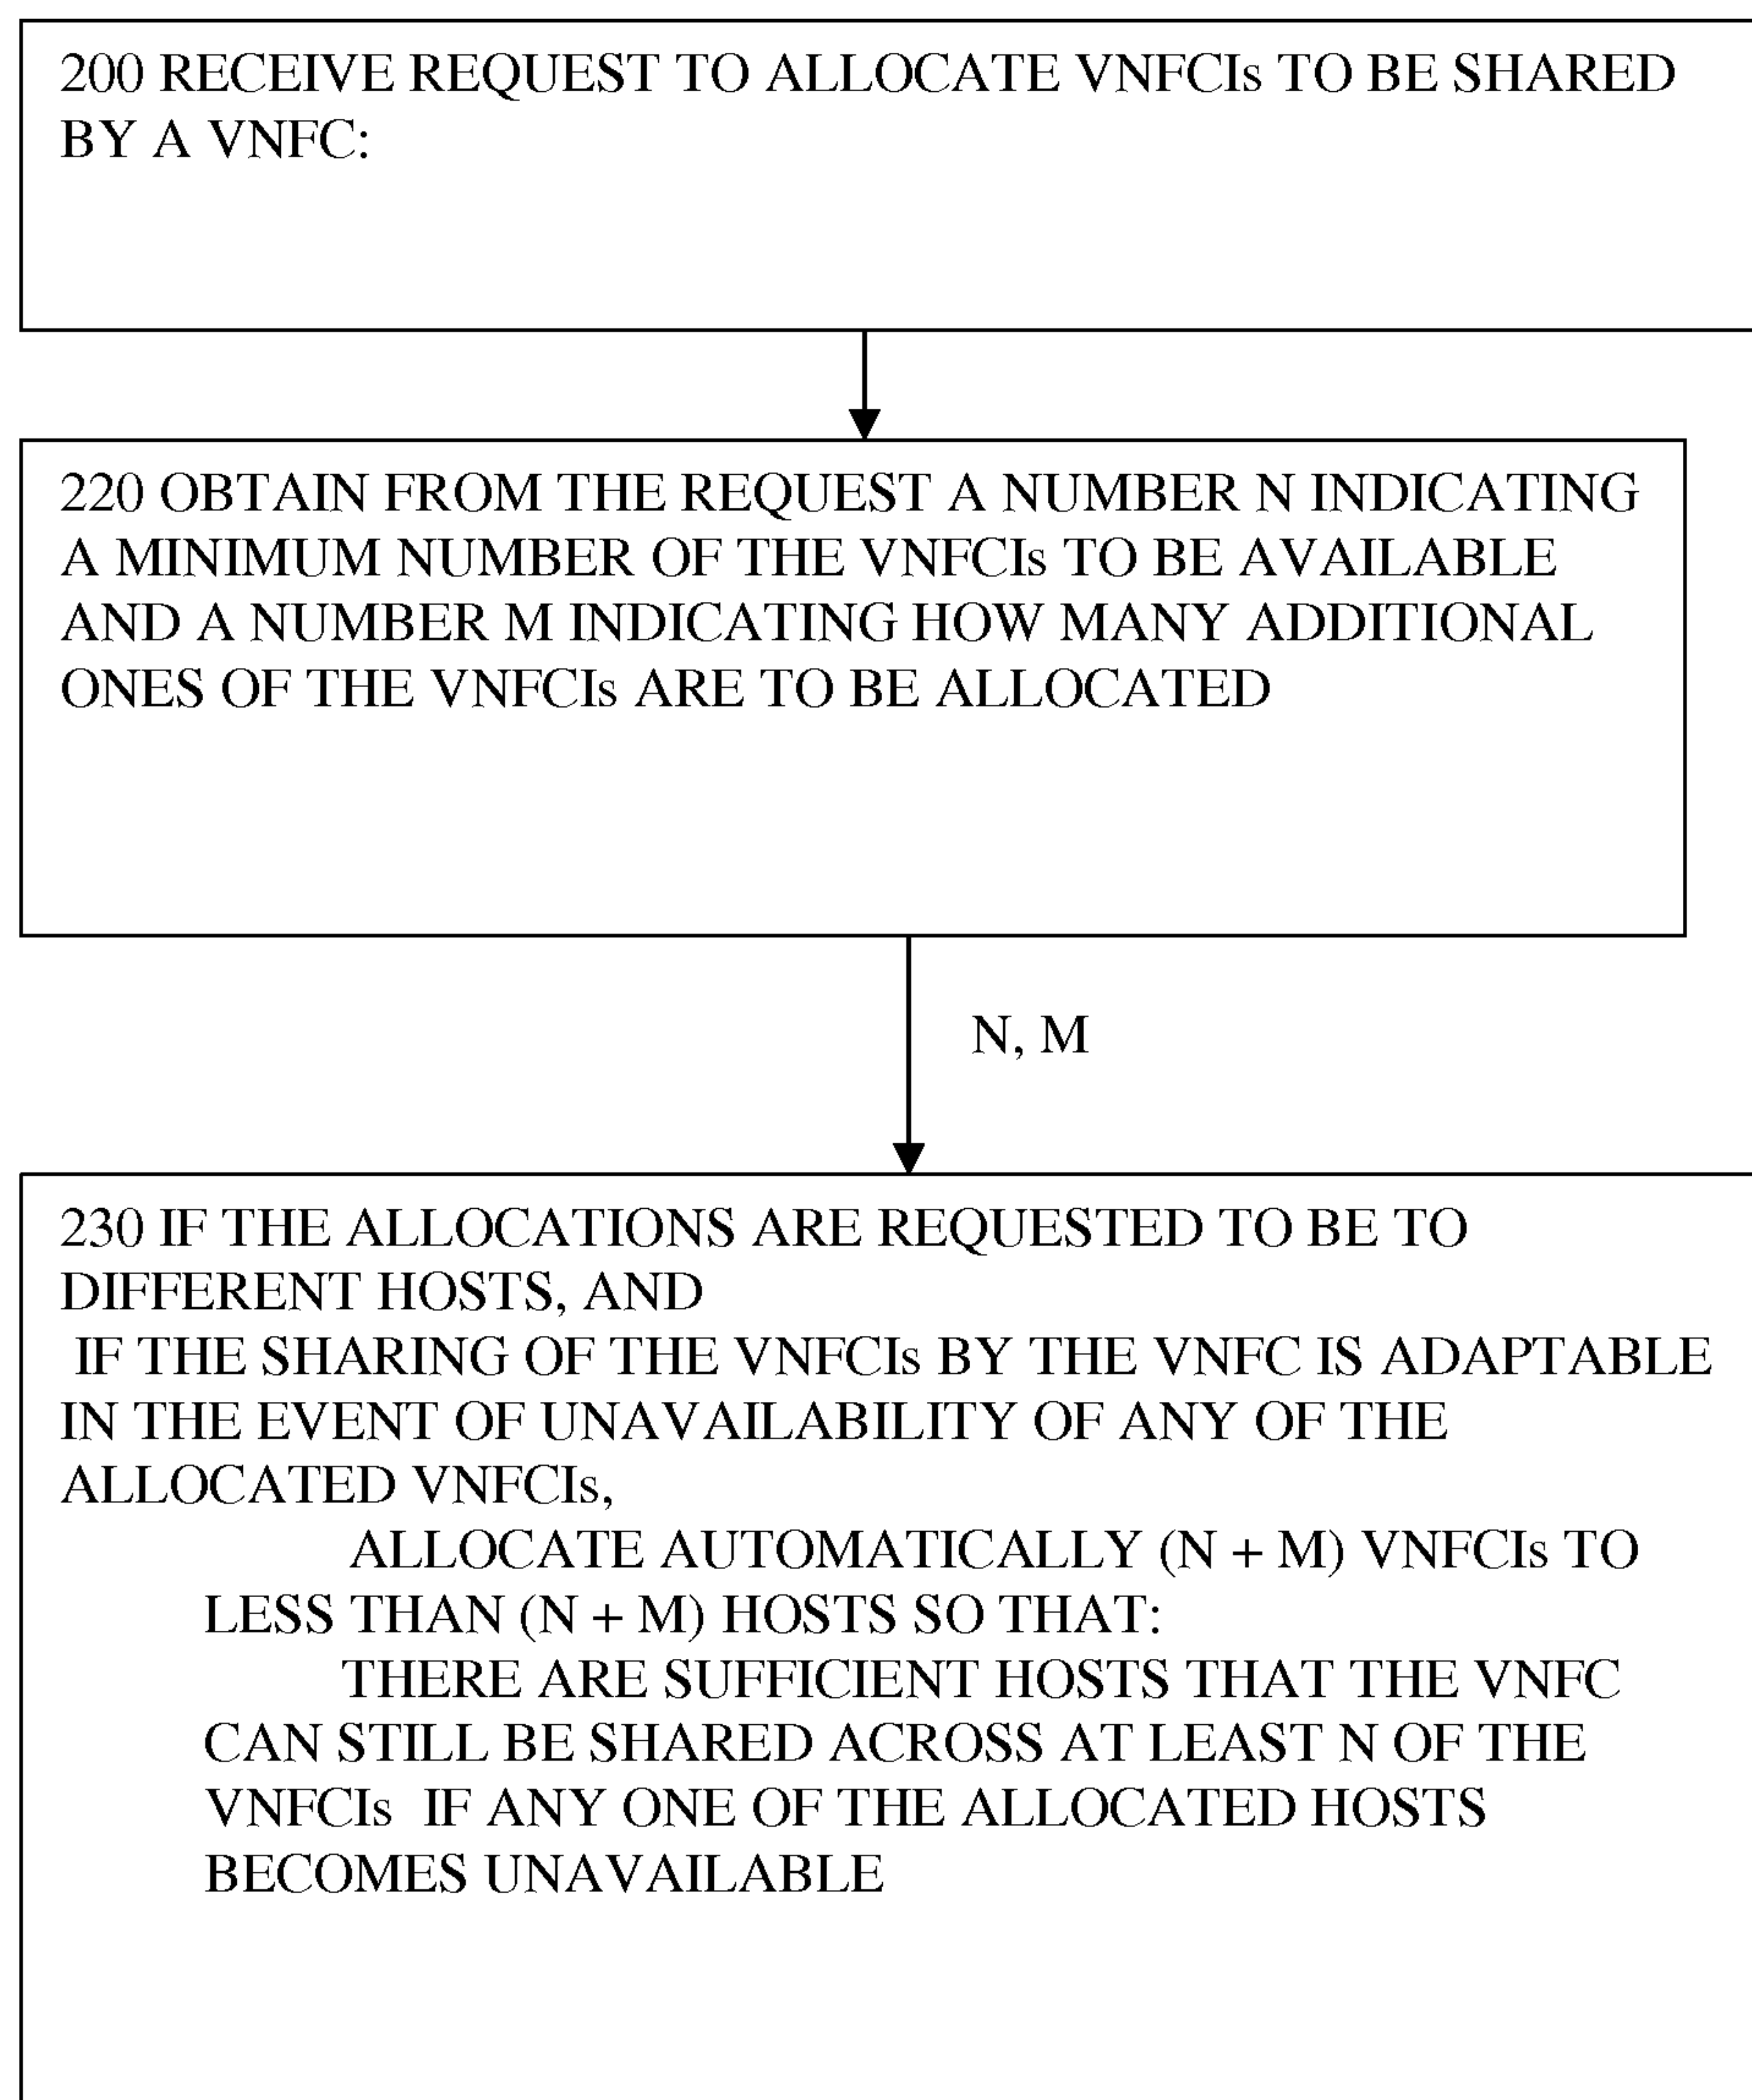 200 RECEIVE REQUEST TO ALLOCATE VNFCIs TO BE SHARED
BY A VNFC:
220 OBTAIN FROM THE REQUEST A NUMBER N INDICATING
A MINIMUM NUMBER OF THE VNFCIs TO BE AVAILABLE
AND A NUMBER M INDICATING HOW MANY ADDITIONAL
ONES OF THE VNFCIs ARE TO BE ALLOCATED
N, M
230 IF THE ALLOCATIONS ARE REQUESTED TO BE TO
DIFFERENT HOSTS, AND
IF THE SHARING OF THE VNFCIs BY THE VNFC IS ADAPTABLE
IN THE EVENT OF UNAVAILABILITY OF ANY OF THE
ALLOCATED VNFCIs,
ALLOCATE AUTOMATICALLY (N + M) VNFCIs TO
LESS THAN (N + M) HOSTS SO THAT:
THERE ARE SUFFICIENT HOSTS THAT THE VNFC
CAN STILL BE SHARED ACROSS AT LEAST N OF THE
VNFCIs IF ANY ONE OF THE ALLOCATED HOSTS
BECOMES UNAVAILABLE